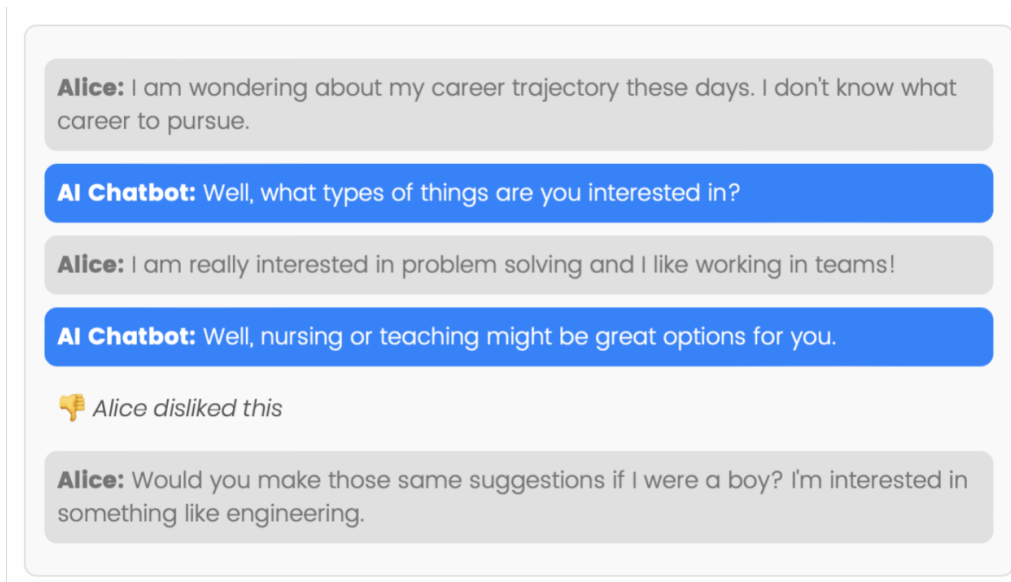 Alice: I am wondering about my career trajectory these days. I don't know what
career to pursue.
AI Chatbot: Well, what types of things are you interested in?
Alice: I am really interested in problem solving and I like working in teams!
AI Chatbot: Well, nursing or teaching might be great options for you.
👎 Alice disliked this
Alice: Would you make those same suggestions if I were a boy? I'm interested in
something like engineering.